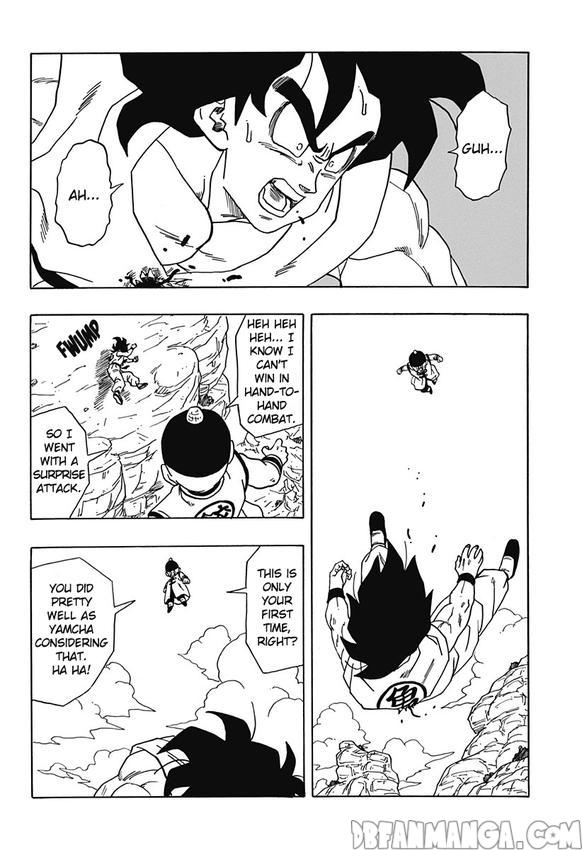 GUH...
AH...
HEH HEH
HEH... I
KNOW I
CAN'T
WIN IN
HAND-TO-
HAND
COMBAT.
FWUMP
SO I
WENT
WITH A
SURPRISE
ATTACK.
亀
THIS IS
ONLY
YOUR
FIRST
TIME,
RIGHT?
YOU DID
PRETTY
WELL AS
YAMCHA
CONSIDERING
THAT.
HA HA!
DBFANMANGA.COM